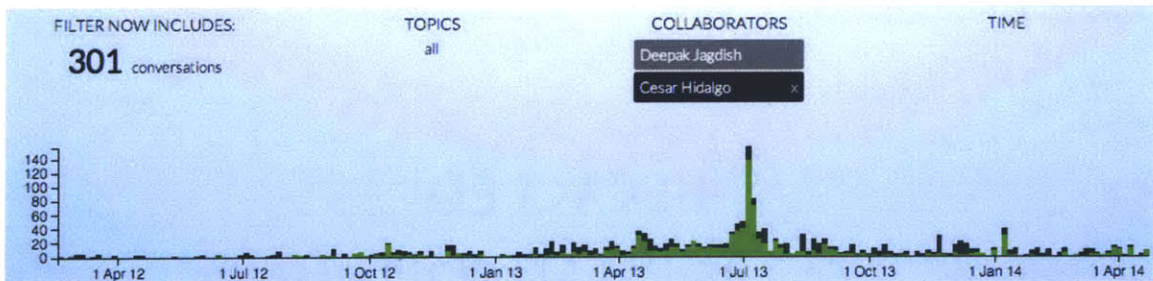 FILTER NOW INCLUDES:
301 conversations
TOPICS
all
COLLABORATORS
Deepak Jagdish
Cesar Hidalgo x
TIME
140
120
100
80
60
40
20
0
1 Apr 12 1 Jul 12 1 Oct 12 1 Jan 13 1 Apr 13 1 Jul 13 1 Oct 13 1 Jan 14 1 Apr 14